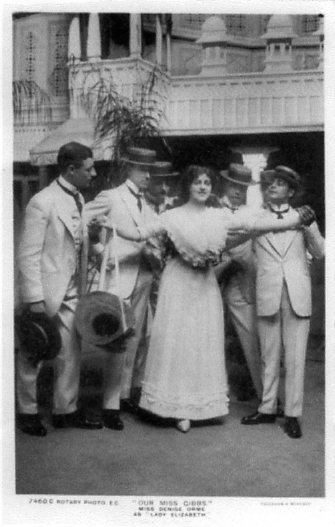 7460 E ROTARY PHOTO. E.C.
"OUR MISS GIBBS."
MISS DENISE ORME
AS "LADY ELIZABETH"